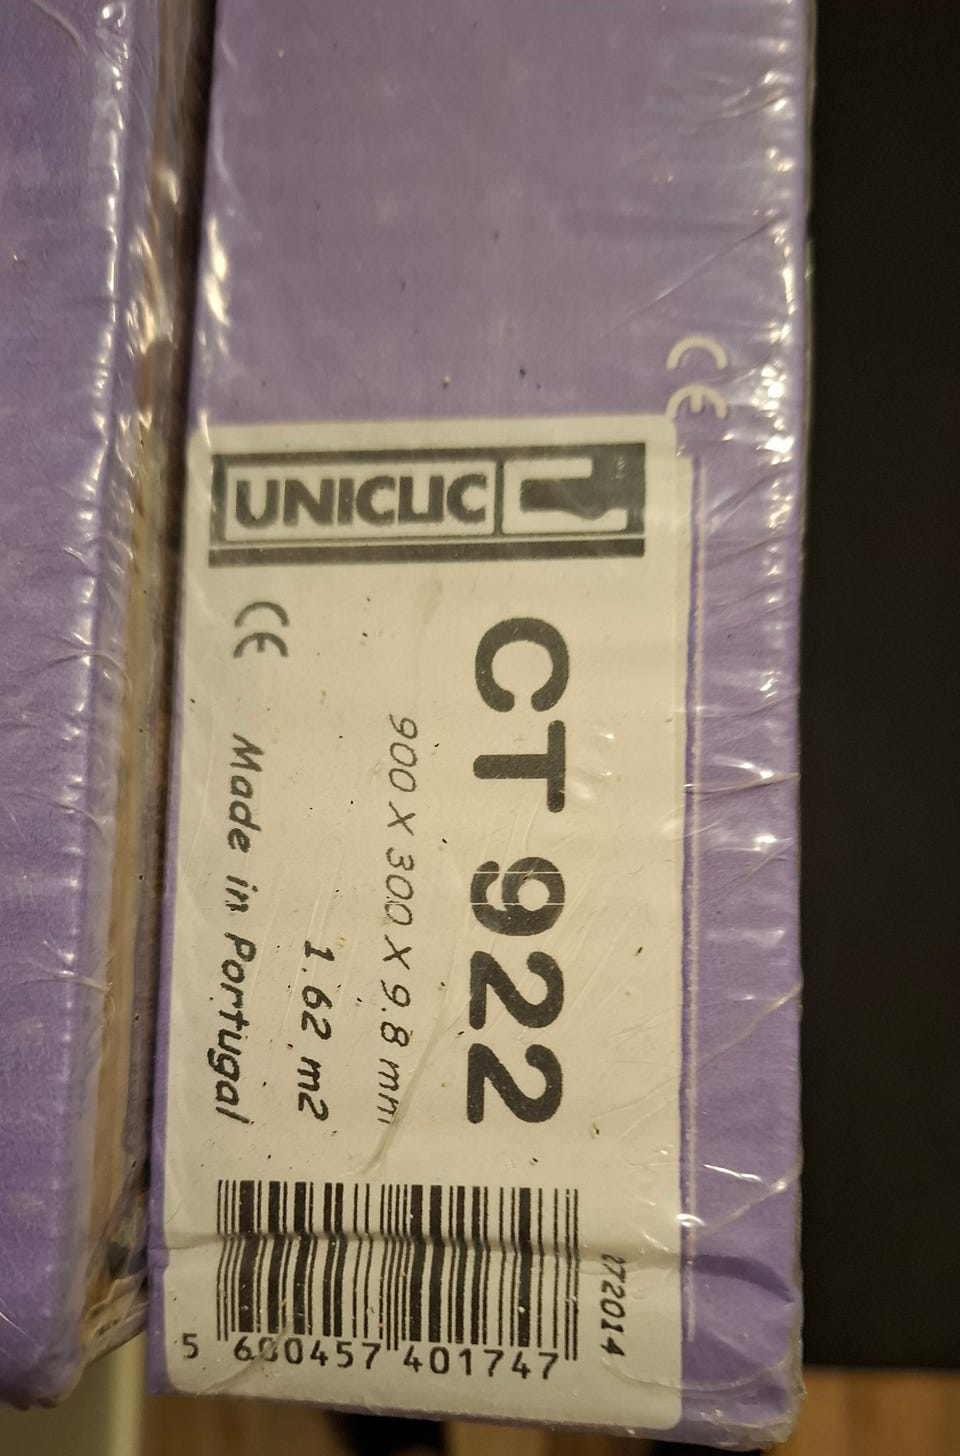 CE
UNICLIC
CT 922
900 X 300 X 9.8 mm
1.62 m2
CE Made in Portugal
5 600457 401747